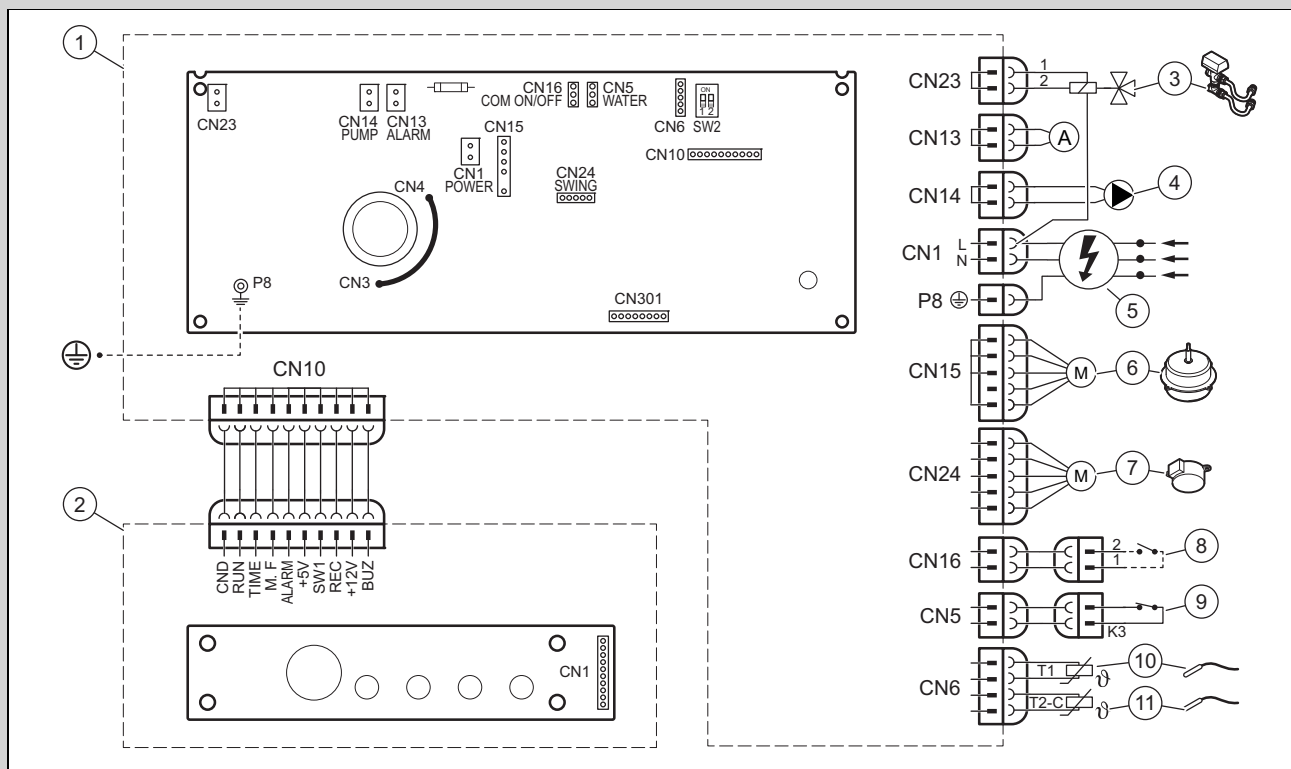 1
CN23
CN14
PUMP
CN13
ALARM
CN16
COM ON/OFF
CN5
WATER
CN15
CN6
ON
1 2
SW2
CN10
CN1
POWER
CN24
SWING
CN4
CN3
P8
CN301
CN10
2
CND
RUN
TIME
M. F
ALARM
+5V
SW1
REC
+12V
BUZ
CN1
CN23
1
2
3
CN13
A
CN14
4
CN1
L
N
P8
5
CN15
M
6
CN24
M
7
CN16
2
1
8
CN5
K3
9
CN6
T1
ϑ
10
T2-C
ϑ
11